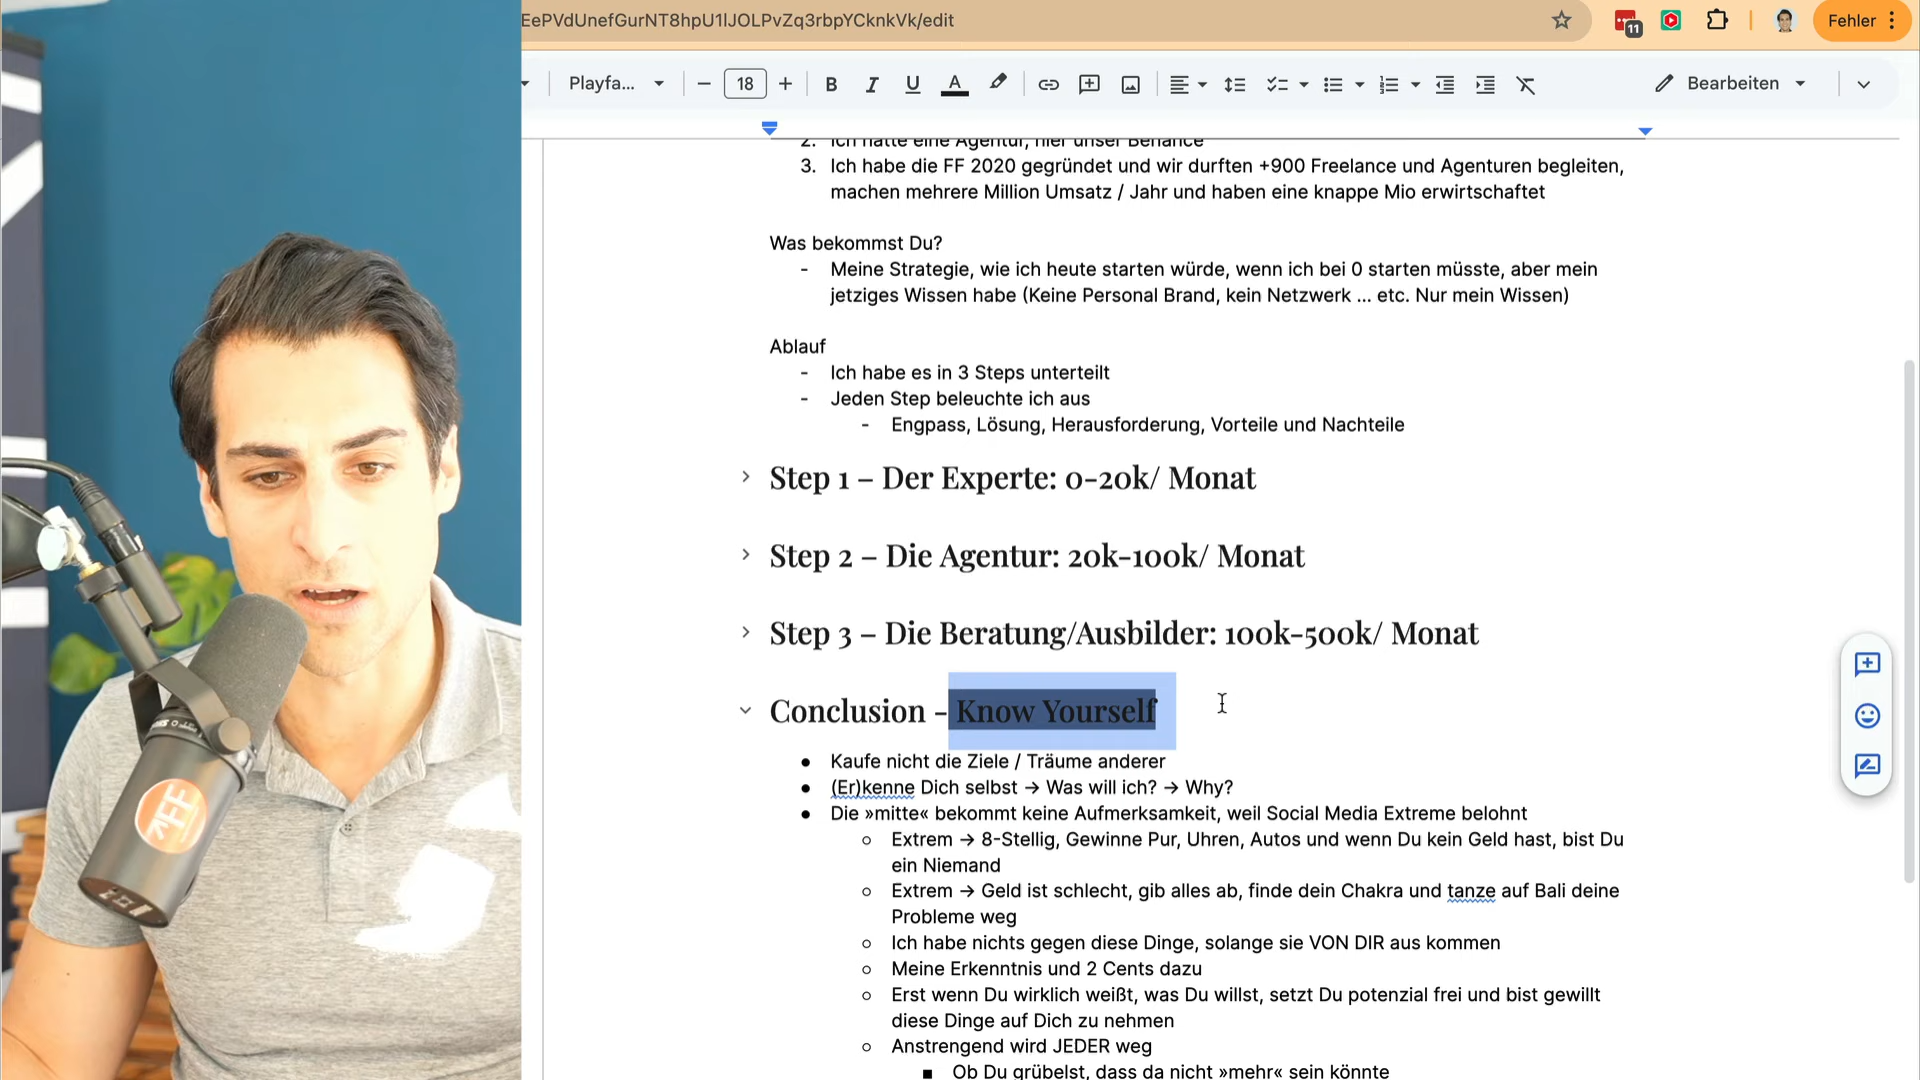 EePVdUnefGurNT8hpU1lJOLPvZq3rbpYCknkVk/edit
11
Fehler
Playfa...
18
B I U A
Bearbeiten
2. Ich hatte eine Agentur, hier unser Behance
3. Ich habe die FF 2020 gegründet und wir durften +900 Freelance und Agenturen begleiten,
machen mehrere Million Umsatz / Jahr und haben eine knappe Mio erwirtschaftet
Was bekommst Du?
- Meine Strategie, wie ich heute starten würde, wenn ich bei 0 starten müsste, aber mein
jetziges Wissen habe (Keine Personal Brand, kein Netzwerk ... etc. Nur mein Wissen)
Ablauf
- Ich habe es in 3 Steps unterteilt
- Jeden Step beleuchte ich aus
- Engpass, Lösung, Herausforderung, Vorteile und Nachteile
Step 1 – Der Experte: 0-20k/ Monat
Step 2 – Die Agentur: 20k-100k/ Monat
Step 3 – Die Beratung/Ausbilder: 100k-500k/ Monat
Conclusion – Know Yourself
● Kaufe nicht die Ziele / Träume anderer
● (Er)kenne Dich selbst → Was will ich? → Why?
● Die »mitte« bekommt keine Aufmerksamkeit, weil Social Media Extreme belohnt
○ Extrem → 8-Stellig, Gewinne Pur, Uhren, Autos und wenn Du kein Geld hast, bist Du
ein Niemand
○ Extrem → Geld ist schlecht, gib alles ab, finde dein Chakra und tanze auf Bali deine
Probleme weg
○ Ich habe nichts gegen diese Dinge, solange sie VON DIR aus kommen
○ Meine Erkenntnis und 2 Cents dazu
○ Erst wenn Du wirklich weißt, was Du willst, setzt Du potenzial frei und bist gewillt
diese Dinge auf Dich zu nehmen
○ Anstrengend wird JEDER weg
■ Ob Du grübelst, dass da nicht »mehr« sein könnte
FF